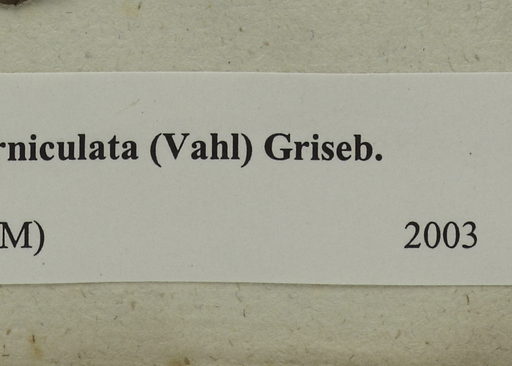 rniculata (Vahl) Griseb.
M) 2003